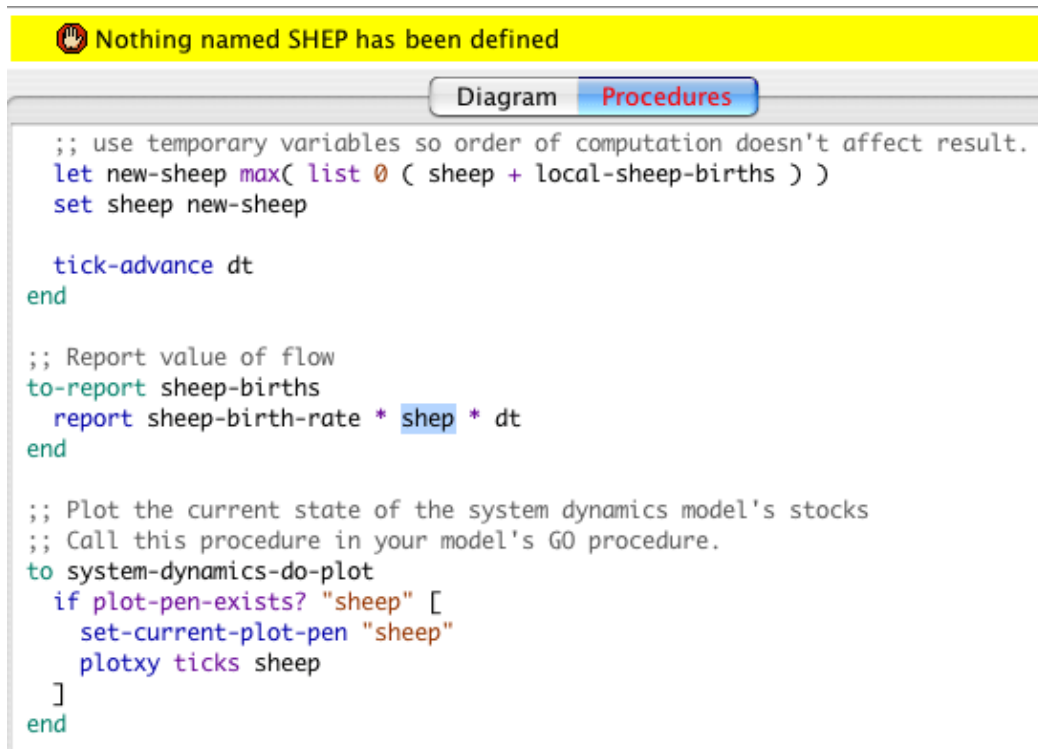 Nothing named SHEP has been defined
Diagram Procedures
;; use temporary variables so order of computation doesn't affect result.
let new-sheep max( list 0 ( sheep + local-sheep-births ) )
set sheep new-sheep
tick-advance dt
end
;; Report value of flow
to-report sheep-births
report sheep-birth-rate * shep * dt
end
;; Plot the current state of the system dynamics model's stocks
;; Call this procedure in your model's GO procedure.
to system-dynamics-do-plot
if plot-pen-exists? "sheep" [
set-current-plot-pen "sheep"
plotxy ticks sheep
]
end